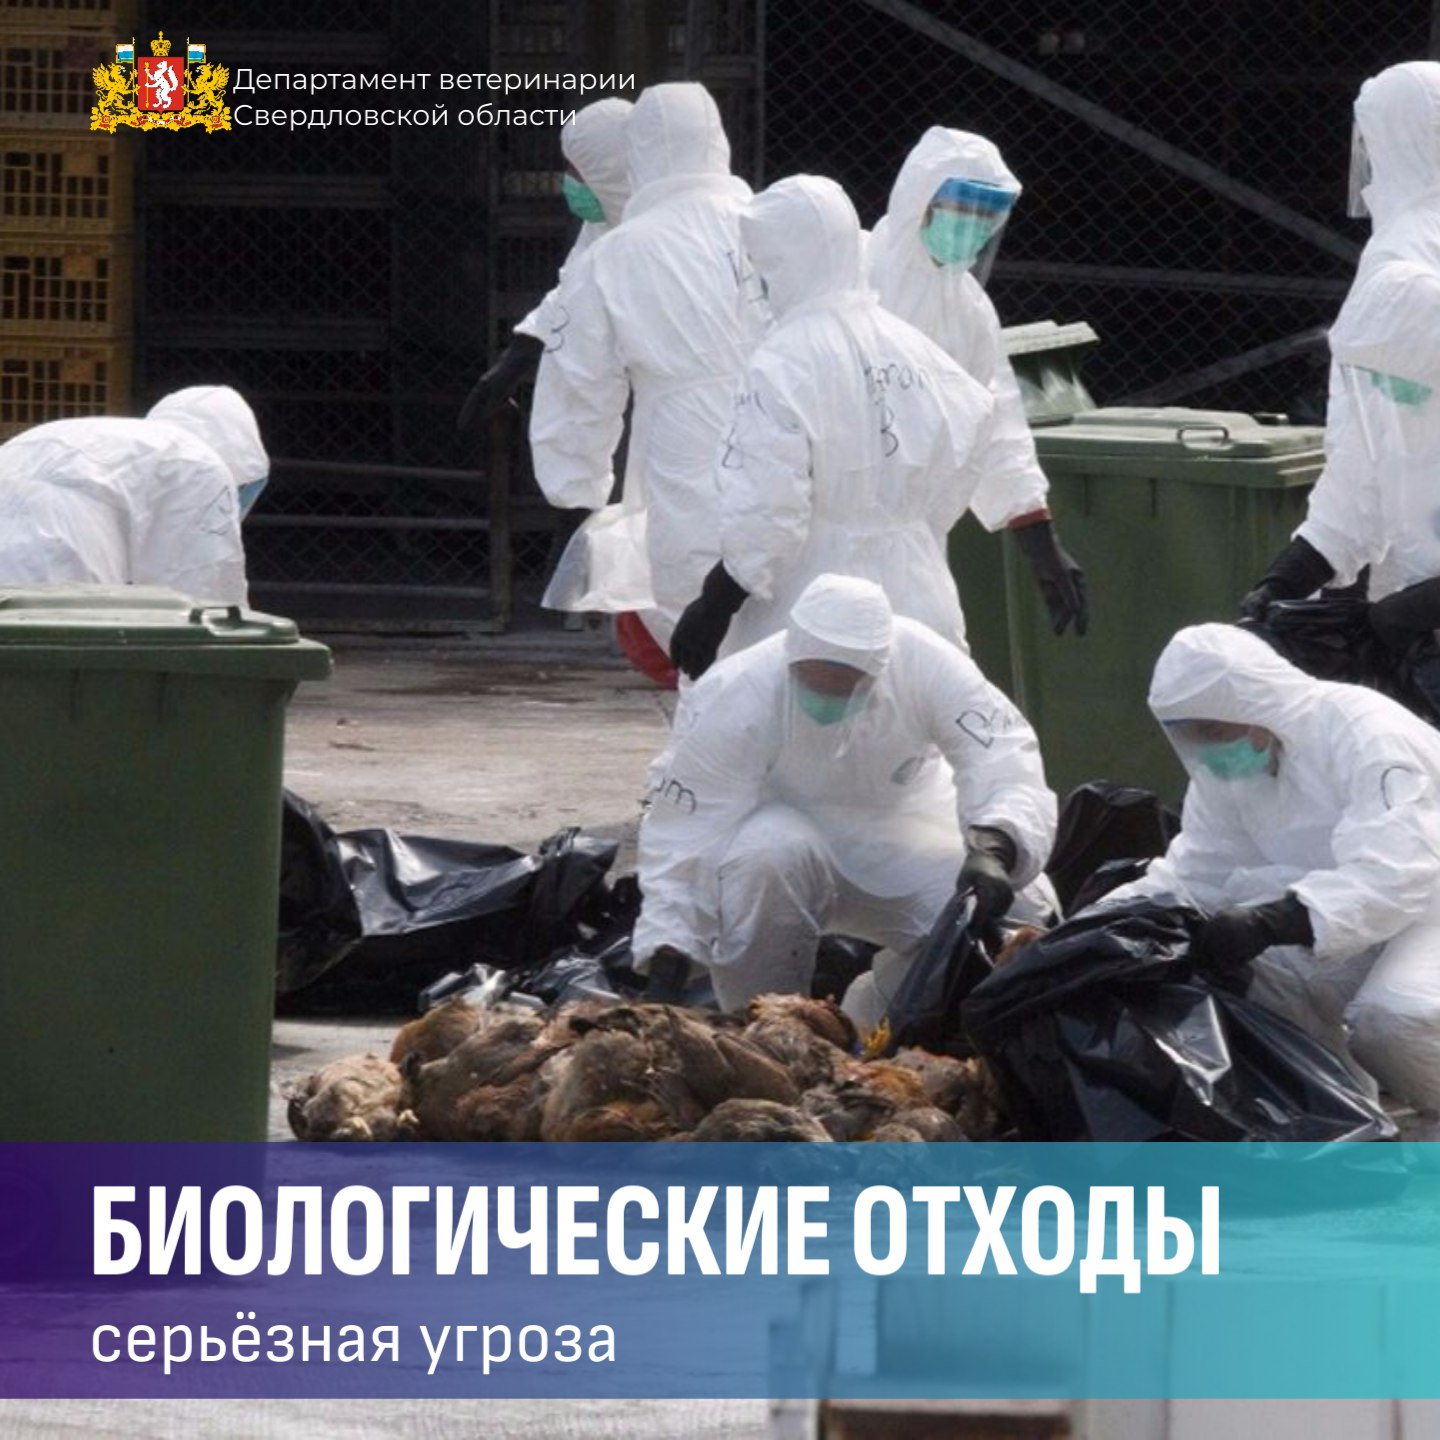 Департамент ветеринарии
Свердловской области
БИОЛОГИЧЕСКИЕ ОТХОДЫ
серьёзная угроза